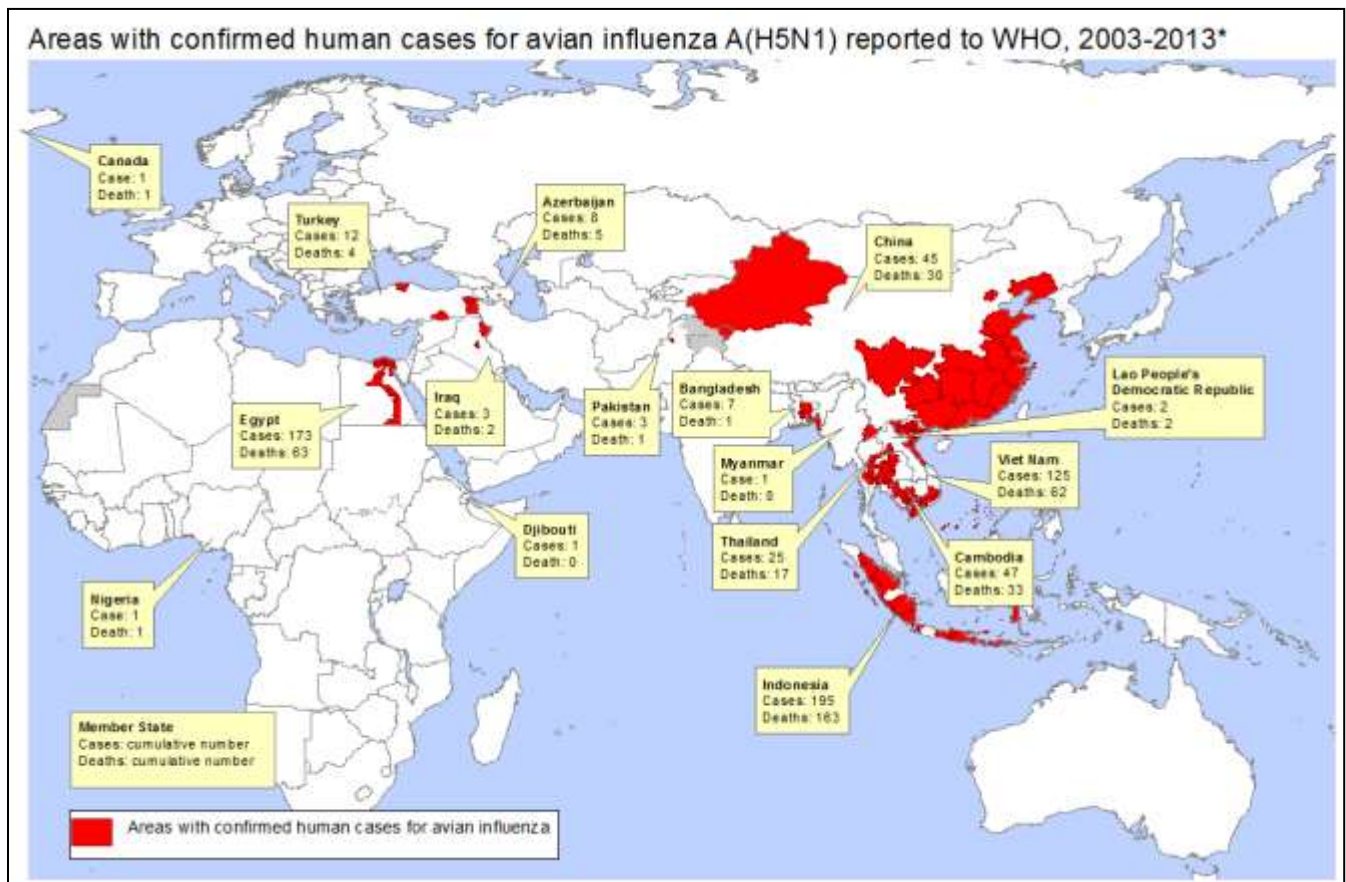 Areas with confirmed human cases for avian influenza A(H5N1) reported to WHO, 2003-2013*
Canada
Case: 1
Death: 1
Turkey
Cases: 12
Deaths: 4
Azerbaijan
Cases: 8
Deaths: 5
China
Cases: 45
Deaths: 30
Egypt
Cases: 173
Deaths: 63
Iraq
Cases: 3
Deaths: 2
Pakistan
Cases: 3
Death: 1
Bangladesh
Cases: 7
Death: 1
Lao People's
Democratic Republic
Cases: 2
Deaths: 2
Myanmar
Case: 1
Death: 0
Viet Nam
Cases: 125
Deaths: 62
Djibouti
Cases: 1
Death: 0
Thailand
Cases: 25
Deaths: 17
Cambodia
Cases: 47
Deaths: 33
Nigeria
Case: 1
Death: 1
Indonesia
Cases: 195
Deaths: 163
Member State
Cases: cumulative number
Deaths: cumulative number
Areas with confirmed human cases for avian influenza